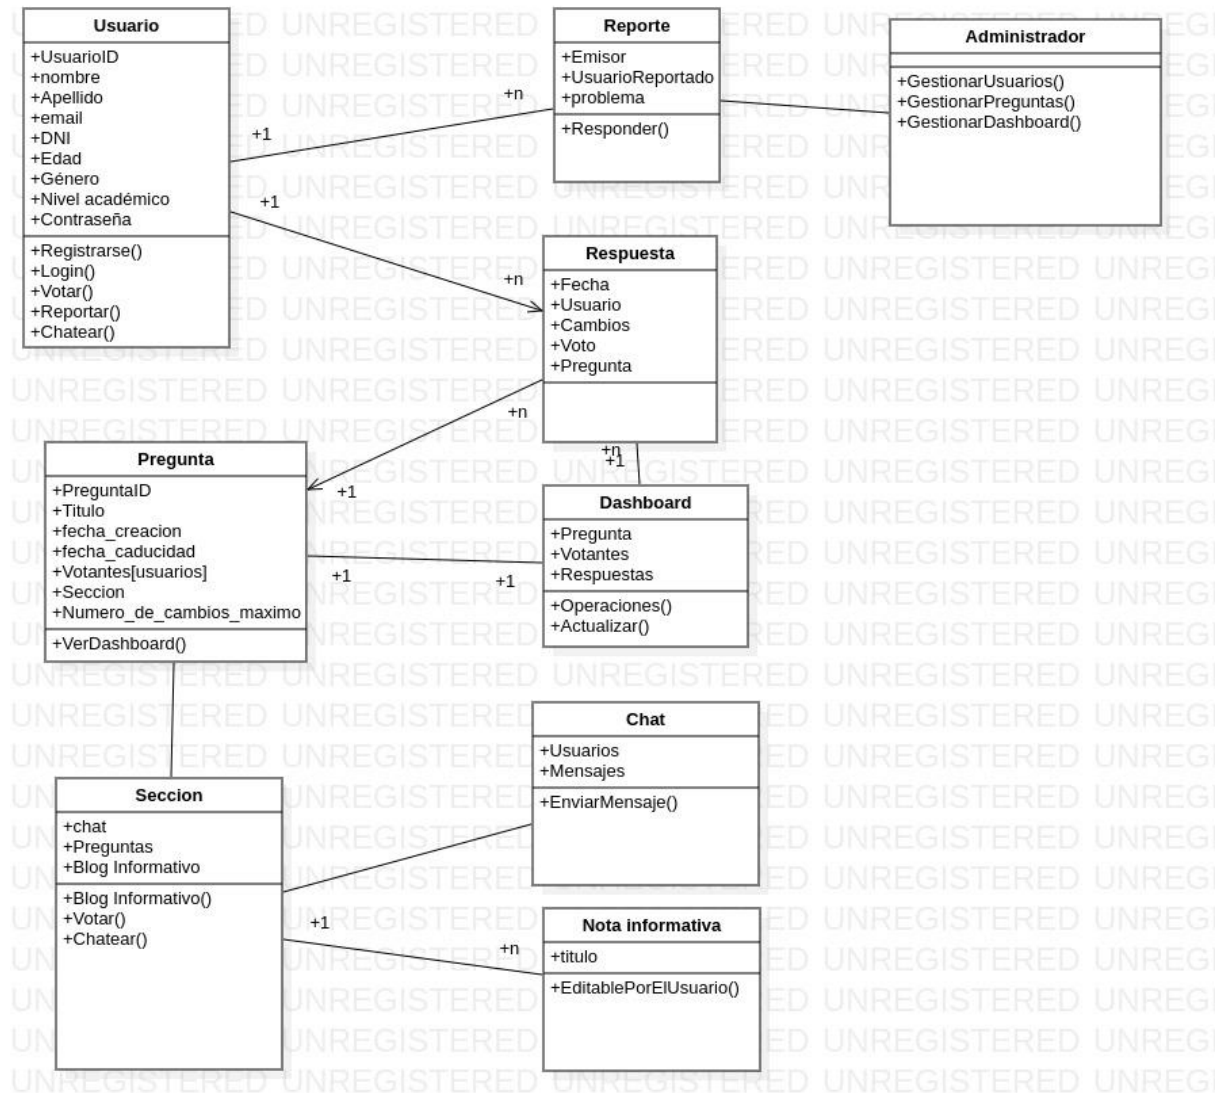 Usuario
+UsuarioID
+nombre
+Apellido
+email
+DNI
+Edad
+Género
+Nivel académico
+Contraseña
+Registrarse()
+Login()
+Votar()
+Reportar()
+Chatear()
+1
+n
Reporte
+Emisor
+UsuarioReportado
+problema
+Responder()
Administrador
+GestionarUsuarios()
+GestionarPreguntas()
+GestionarDashboard()
+1
+n
Respuesta
+Fecha
+Usuario
+Cambios
+Voto
+Pregunta
+n
+1
+n
+1
Pregunta
+PreguntaID
+Titulo
+fecha_creacion
+fecha_caducidad
+Votantes[usuarios]
+Seccion
+Numero_de_cambios_maximo
+VerDashboard()
+1
+1
Dashboard
+Pregunta
+Votantes
+Respuestas
+Operaciones()
+Actualizar()
Seccion
+chat
+Preguntas
+Blog Informativo
+Blog Informativo()
+Votar()
+Chatear()
Chat
+Usuarios
+Mensajes
+EnviarMensaje()
+1
+n
Nota informativa
+titulo
+EditablePorElUsuario()
UNREGISTERED